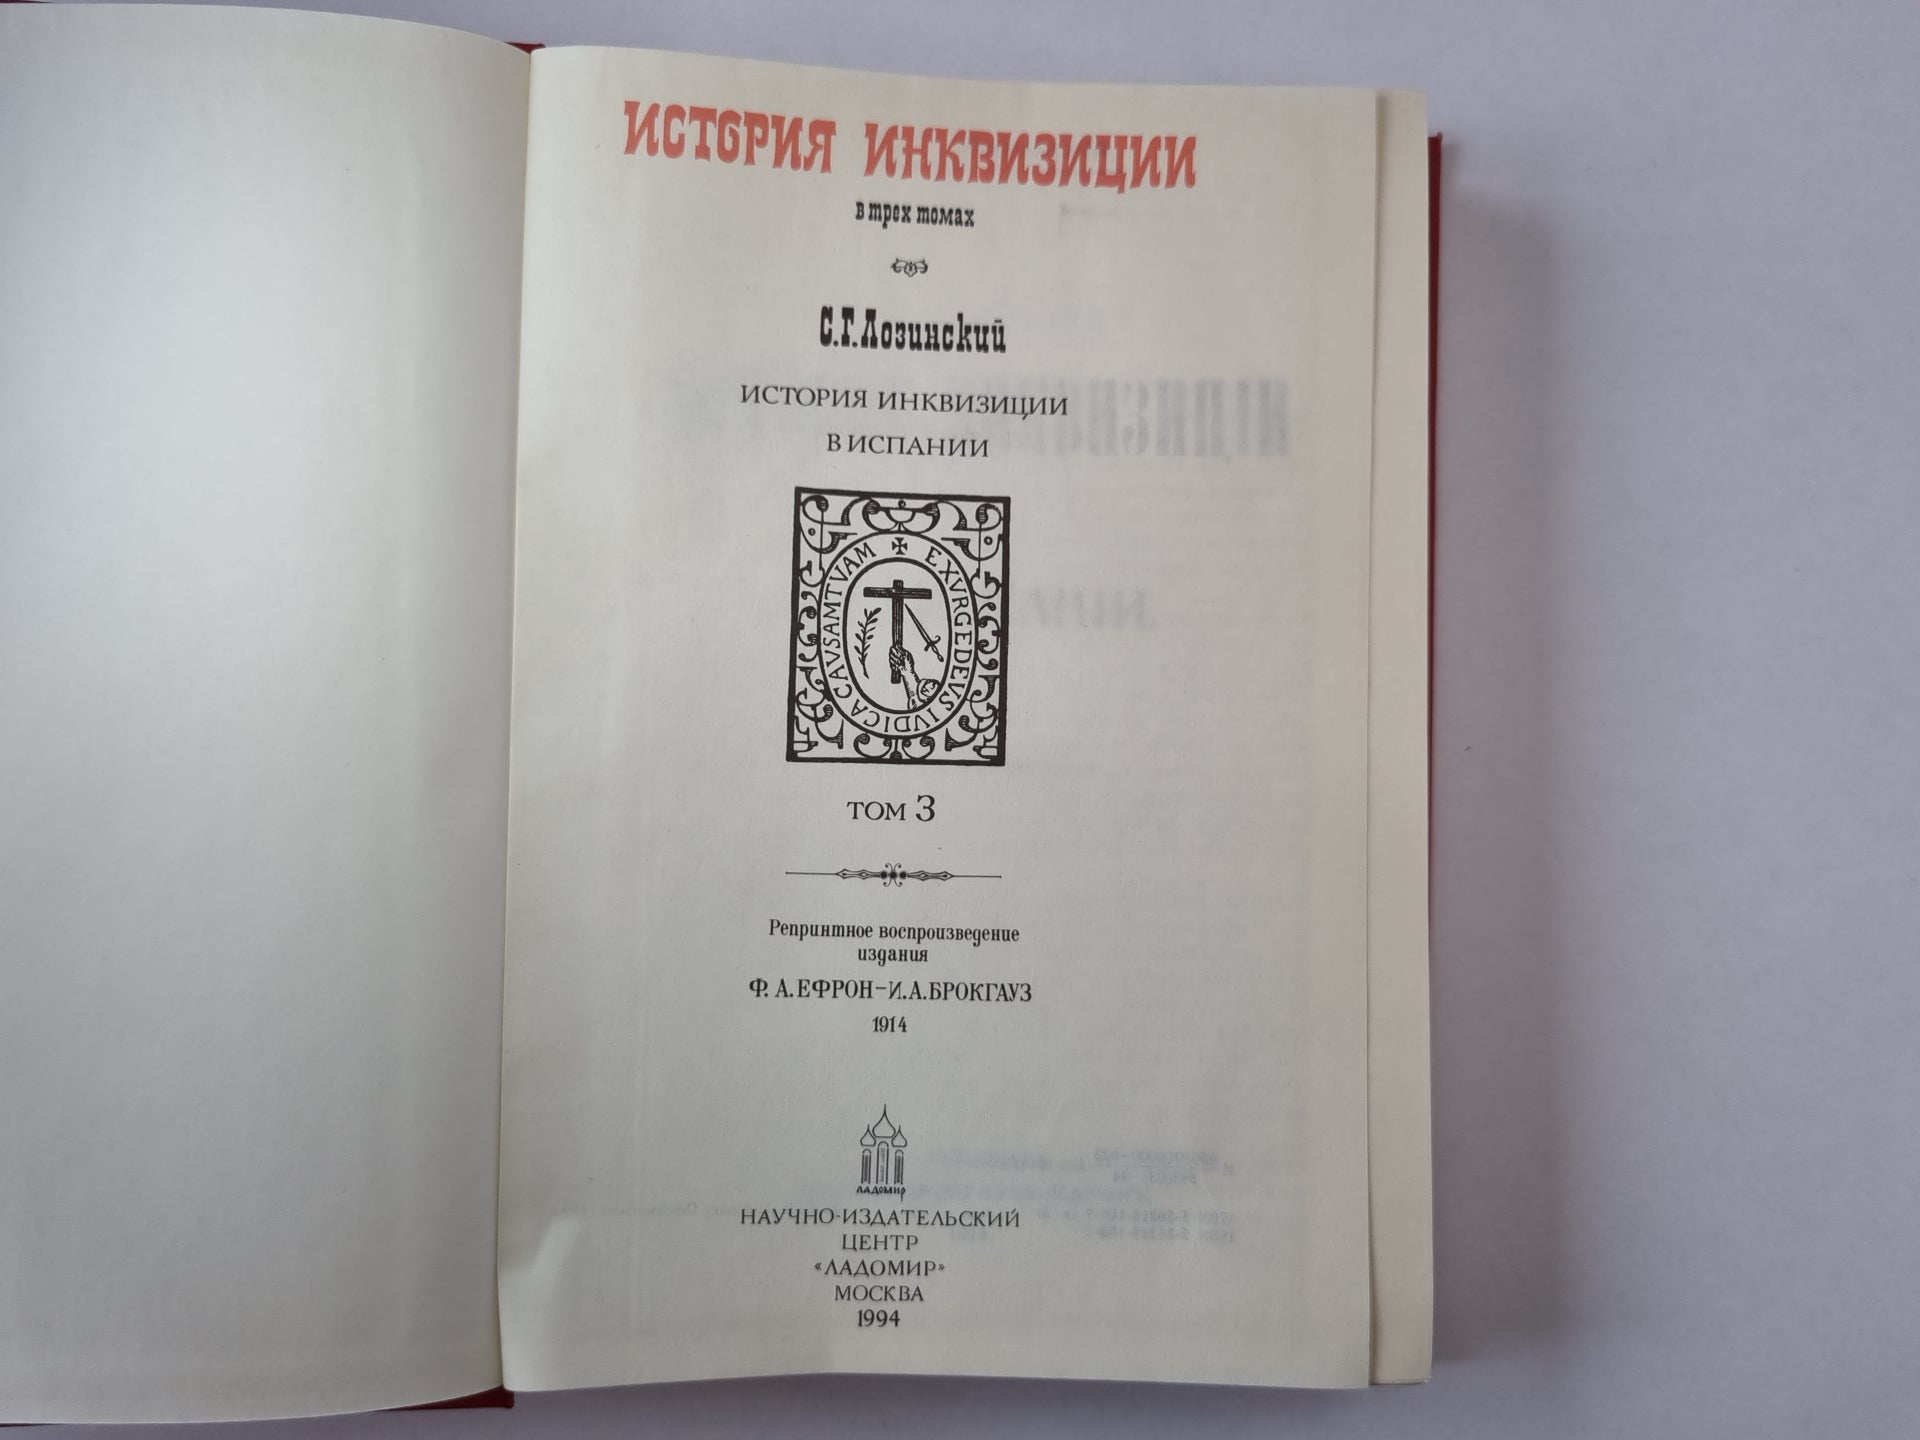 ИСТОРИЯ ИНКВИЗИЦИИ
в трех томах
С.Г.Лозинский
ИСТОРИЯ ИНКВИЗИЦИИ
В ИСПАНИИ
✠ EXVRGE DEVS IVDICA CAVSAM TVAM
ТОМ 3
Репринтное воспроизведение
издания
Ф. А. ЕФРОН–И. А. БРОКГАУЗ
1914
ЛАДОМИР
НАУЧНО-ИЗДАТЕЛЬСКИЙ
ЦЕНТР
«ЛАДОМИР»
МОСКВА
1994